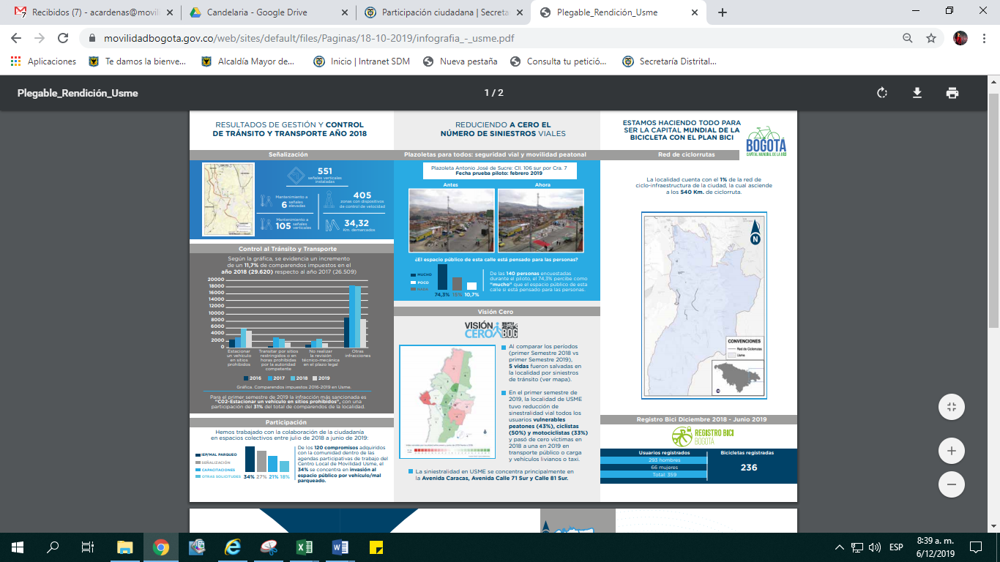 Recibidos (7) - acardenas@movil
Candelaria - Google Drive
Participación ciudadana | Secreta
Plegable_Rendición_Usme
movilidadbogota.gov.co/web/sites/default/files/Paginas/18-10-2019/infografia_-_usme.pdf
Aplicaciones
Te damos la bienve...
Alcaldía Mayor de...
Inicio | Intranet SDM
Nueva pestaña
Consulta tu petició...
Secretaría Distrital...
Plegable_Rendición_Usme
1 / 2
RESULTADOS DE GESTIÓN Y CONTROL
DE TRÁNSITO Y TRANSPORTE AÑO 2018
Señalización
551
señales verticales
instaladas
Mantenimiento a
6 señales
elevadas
405
zonas con dispositivos
de control de velocidad
Mantenimiento a
105 señales
verticales
34,32
Km. demarcados
Control al Tránsito y Transporte
Según la gráfica, se evidencia un incremento
de un 11,7% de comparendos impuestos en el
año 2018 (29.620) respecto al año 2017 (26.509)
20000
18000
16000
14000
12000
10000
8000
6000
4000
2000
0
Estacionar
un vehículo
en sitios
prohibidos
Transitar por sitios
restringidos o en
horas prohibidas
por la autoridad
competente
No realizar
la revisión
técnico-mecánica
en el plazo legal
Otras
infracciones
2016 2017 2018 2019
Gráfica. Comparendos impuestos 2016-2019 en Usme.
Para el primer semestre de 2019 la infracción más sancionada es
"CO2-Estacionar un vehículo en sitios prohibidos", con una
participación del 31% del total de comparendos de la localidad.
Participación
Hemos trabajado con la colaboración de la ciudadanía
en espacios colectivos entre julio de 2018 a junio de 2019:
IEP/MAL PARQUEO
SEÑALIZACIÓN
CAPACITACIONES
OTRAS SOLICITUDES
34% 27% 21% 18%
De los 120 compromisos adquiridos
con la comunidad dentro de las
agendas participativas de trabajo del
Centro Local de Movilidad Usme, el
34% se concentra en invasión al
espacio público por vehículo/mal
parqueado.
REDUCIENDO A CERO EL
NÚMERO DE SINIESTROS VIALES
Plazoletas para todos: seguridad vial y movilidad peatonal
Plazoleta Antonio José de Sucre: Cll. 106 sur por Cra. 7
Fecha prueba piloto: febrero 2019
Antes
Ahora
¿El espacio público de esta calle está pensado para las personas?
MUCHO
POCO
NADA
74,3% 15% 10,7%
De las 140 personas encuestadas
durante el piloto, el 74,3% percibe como
"mucho" que el espacio público de esta
calle si está pensado para las personas.
Visión Cero
VISIÓN
CERO BOG
Al comparar los períodos
(primer Semestre 2018 vs
primer Semestre 2019),
5 vidas fueron salvadas en
la localidad por siniestros
de tránsito (ver mapa).
En el primer semestre de
2019, la localidad de USME
tuvo reducción de
sinestralidad vial todos los
usuarios vulnerables
peatones (43%), ciclistas
(50%) y motociclistas (33%)
y pasó de cero víctimas en
2018 a una en 2019 en
transporte público o carga
y vehículos livianos o taxi.
La siniestralidad en USME se concentra principalmente en
la Avenida Caracas, Avenida Calle 71 Sur y Calle 81 Sur.
ESTAMOS HACIENDO TODO PARA
SER LA CAPITAL MUNDIAL DE LA
BICICLETA CON EL PLAN BICI
BOGOTÁ
CAPITAL MUNDIAL DE LA BICI
Red de ciclorrutas
La localidad cuenta con el 1% de la red de
ciclo-infraestructura de la ciudad, la cual asciende
a los 540 Km. de ciclorruta.
N
CONVENCIONES
Red de Ciclorrutas
Usme
Registro Bici Diciembre 2018 - Junio 2019
REGISTRO BICI
BOGOTÁ
Usuarios registrados
293 hombres
66 mujeres
Total: 359
Bicicletas registradas
236
ESP
8:39 a. m.
6/12/2019